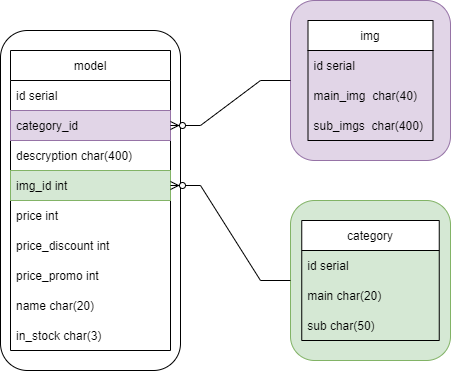 model
id serial
category_id
descryption char(400)
img_id int
price int
price_discount int
price_promo int
name char(20)
in_stock char(3)
img
id serial
main_img char(40)
sub_imgs char(400)
category
id serial
main char(20)
sub char(50)